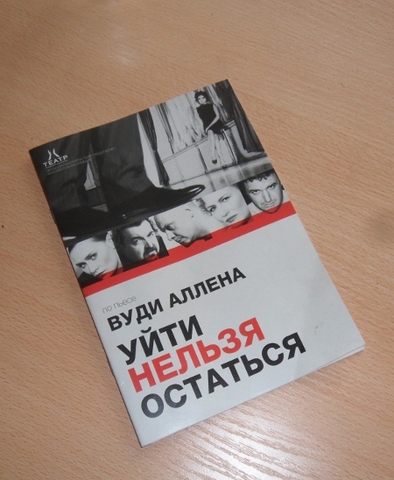 ТЕАТР
по пьесе
ВУДИ АЛЛЕНА
УЙТИ
НЕЛЬЗЯ
ОСТАТЬСЯ